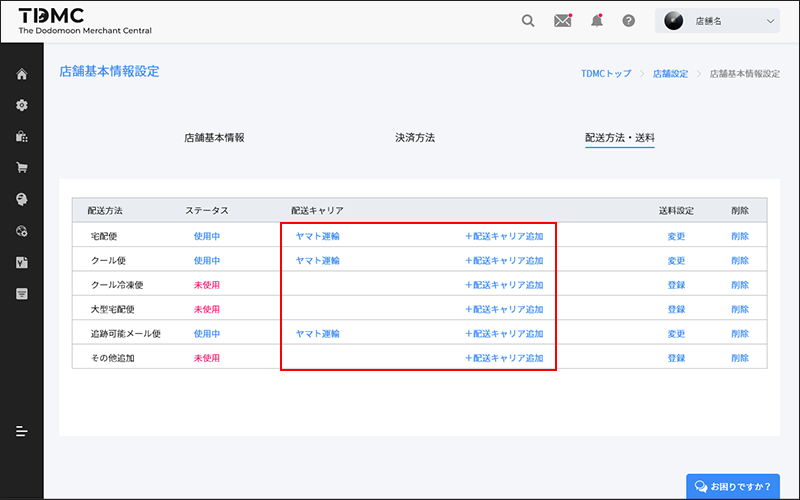 TDMC
The Dodomoon Merchant Central
店舗名
店舗基本情報設定
TDMCトップ > 店舗設定 > 店舗基本情報設定
店舗基本情報 決済方法 配送方法・送料
配送方法 ステータス 配送キャリア 送料設定 削除
宅配便 使用中 ヤマト運輸 +配送キャリア追加 変更 削除
クール便 使用中 ヤマト運輸 +配送キャリア追加 変更 削除
クール冷凍便 未使用 +配送キャリア追加 登録 削除
大型宅配便 未使用 +配送キャリア追加 登録 削除
追跡可能メール便 使用中 ヤマト運輸 +配送キャリア追加 変更 削除
その他追加 未使用 +配送キャリア追加 登録 削除
お困りですか?